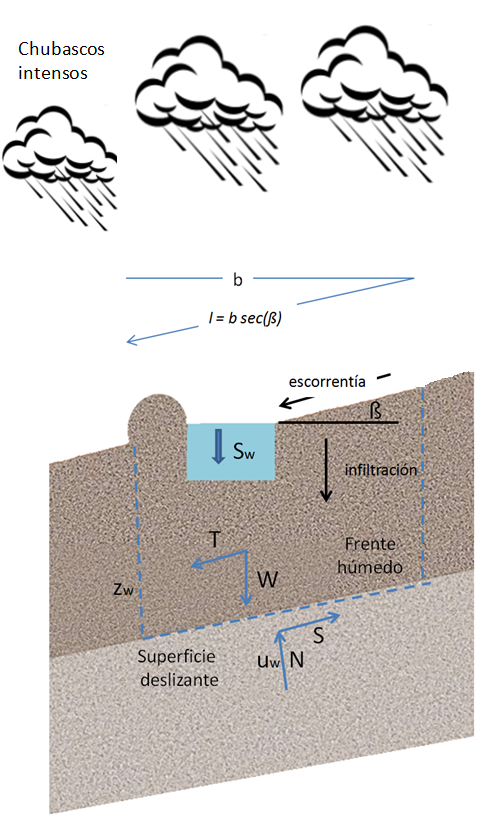 Chubascos
intensos
b
l = b sec(ß)
escorrentía
ß
Sw
infiltración
T
Frente
húmedo
W
zw
S
Superficie
deslizante
uw N